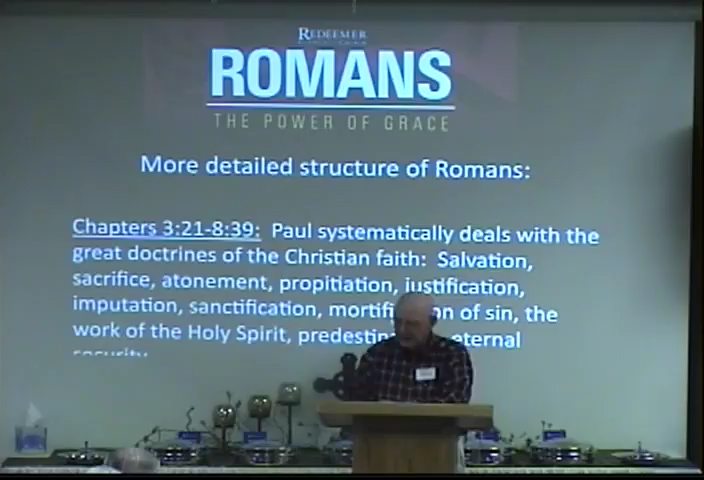 REDEEMER
ROMANS
THE POWER OF GRACE
More detailed structure of Romans:
Chapters 3:21-8:39: Paul systematically deals with the
great doctrines of the Christian faith: Salvation,
sacrifice, atonement, propitiation, justification,
imputation, sanctification, of sin, the
work of the Holy Spirit, eternal